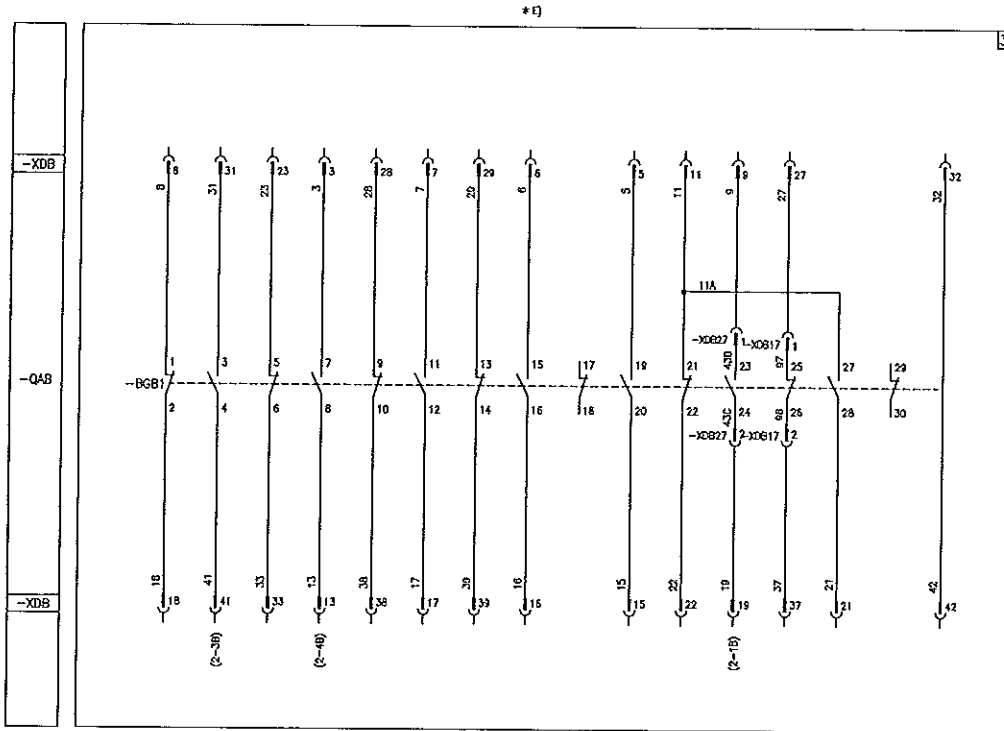 * E)
3
-XDB
8 31 23 3 28 7 29 6 5 11 9 27 32
8 31 23 3 28 7 29 6 5 11 9 27 32
11A
-XDB27 1 -XDB17 1
43B 97
1 3 5 7 9 11 13 15 17 19 21 23 25 27 29
-QAB
-BGB1
2 4 6 8 10 12 14 16 18 20 22 24 26 28 30
43C 98
-XDB27 2 -XDB17 2
18 41 33 13 38 17 39 16 15 22 19 37 21 42
-XDB
18 41 33 13 38 17 39 16 15 22 19 37 21 42
(2-3B) (2-4B) (2-1B)